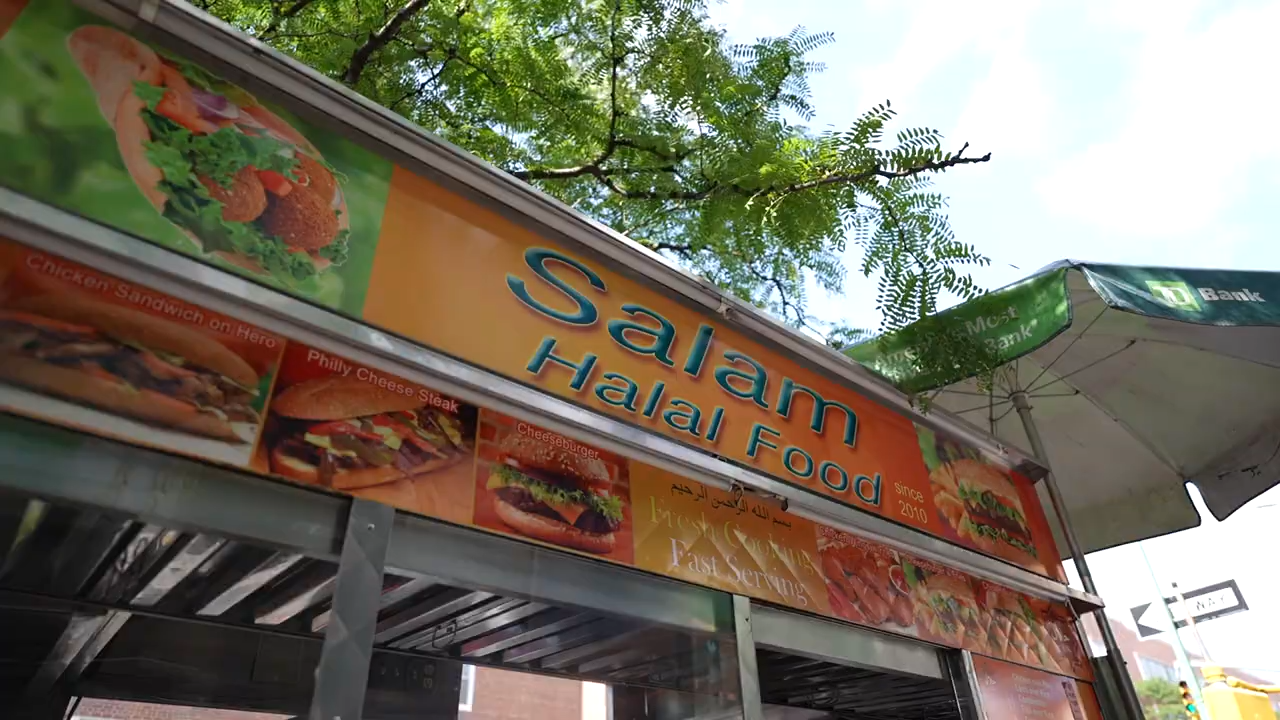 Salam
Halal Food
since
2010
Chicken Sandwich on Hero
Philly Cheese Steak
Cheeseburger
بسم الله الرحمن الرحيم
Fresh Cooking
Fast Serving
Most
Bank
TD Bank
WAY